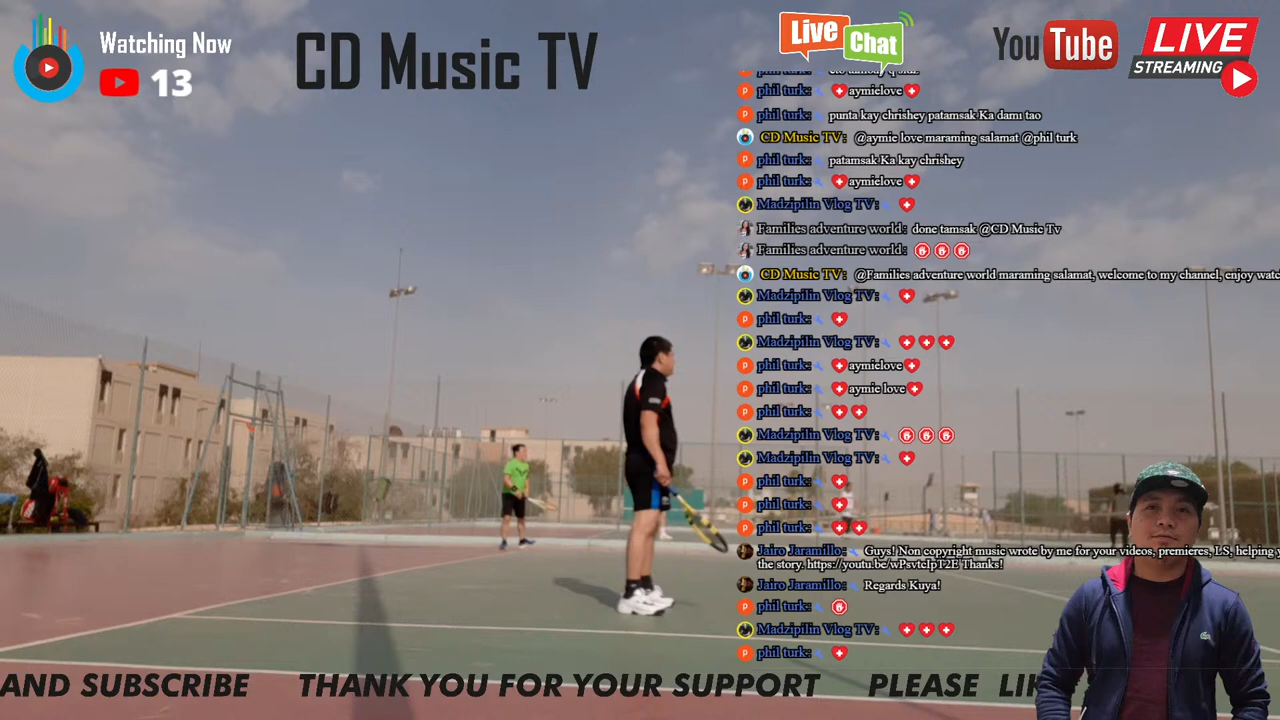 Watching Now
13
CD Music TV
Live Chat
YouTube
LIVE
STREAMING
phil turk: aymielove
phil turk: punta kay chrishey patamsak Ka dami tao
CD Music TV: @aymie love maraming salamat @phil turk
phil turk: patamsak Ka kay chrishey
phil turk: aymielove
Madzipilin Vlog TV:
Families adventure world: done tamsak @CD Music Tv
Families adventure world:
CD Music TV: @Families adventure world maraming salamat, welcome to my channel, enjoy watc
Madzipilin Vlog TV:
phil turk:
Madzipilin Vlog TV:
phil turk: aymielove
phil turk: aymie love
phil turk:
Madzipilin Vlog TV:
Madzipilin Vlog TV:
phil turk:
phil turk:
phil turk:
Jairo Jaramillo: Guys! Non copyright music wrote by me for your videos, premieres, LS, helping y
the story. https://youtu.be/wPsvtcIpT2E Thanks!
Jairo Jaramillo: Regards Kuya!
phil turk:
Madzipilin Vlog TV:
phil turk:
AND SUBSCRIBE THANK YOU FOR YOUR SUPPORT PLEASE LIK